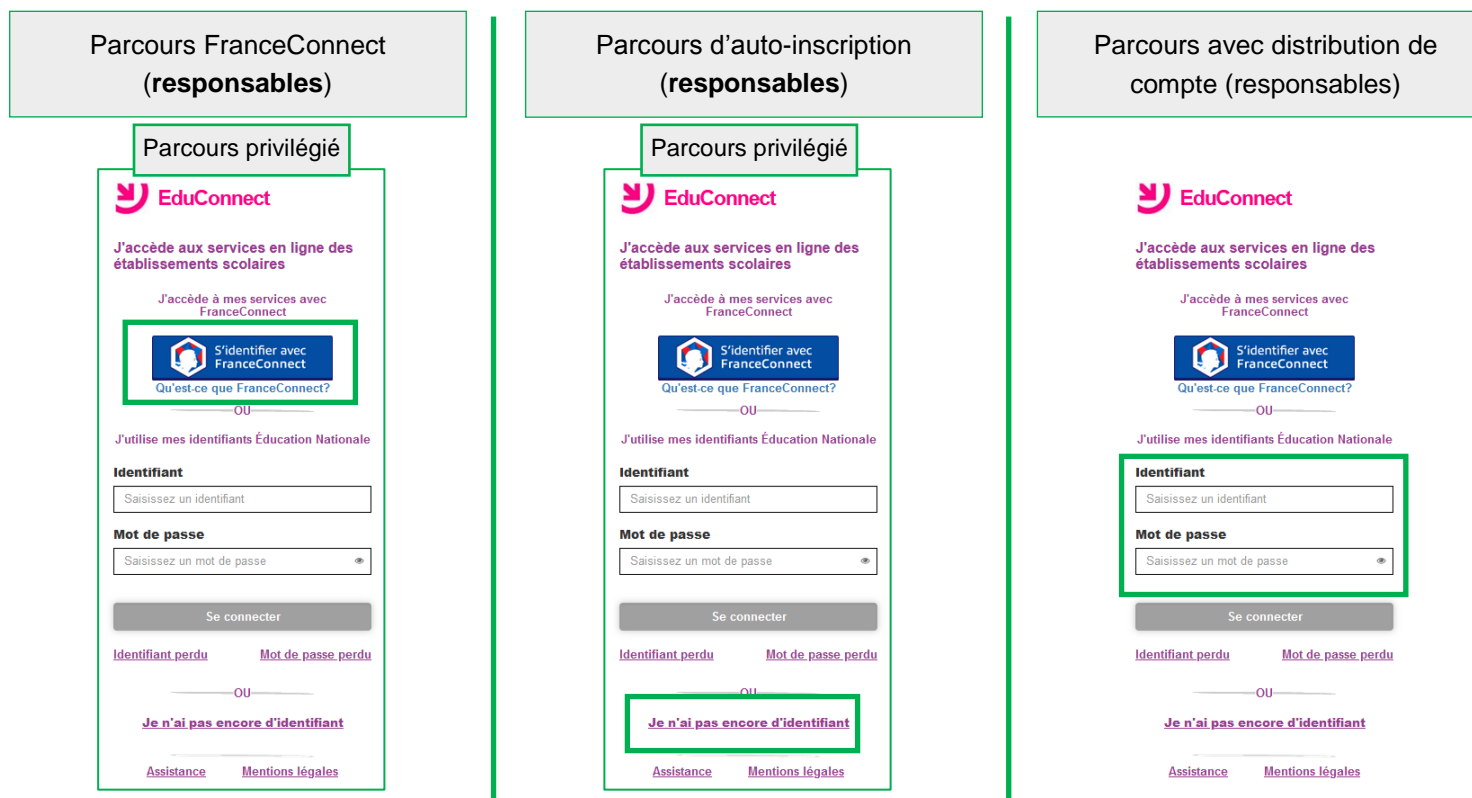 Parcours FranceConnect
(responsables)
Parcours privilégié
EduConnect
J'accède aux services en ligne des
établissements scolaires
J'accède à mes services avec
FranceConnect
S'identifier avec
FranceConnect
Qu'est-ce que FranceConnect?
OU
J'utilise mes identifiants Éducation Nationale
Identifiant
Saisissez un identifiant
Mot de passe
Saisissez un mot de passe
Se connecter
Identifiant perdu Mot de passe perdu
OU
Je n'ai pas encore d'identifiant
Assistance Mentions légales
Parcours d’auto-inscription
(responsables)
Parcours privilégié
EduConnect
J'accède aux services en ligne des
établissements scolaires
J'accède à mes services avec
FranceConnect
S'identifier avec
FranceConnect
Qu'est-ce que FranceConnect?
OU
J'utilise mes identifiants Éducation Nationale
Identifiant
Saisissez un identifiant
Mot de passe
Saisissez un mot de passe
Se connecter
Identifiant perdu Mot de passe perdu
OU
Je n'ai pas encore d'identifiant
Assistance Mentions légales
Parcours avec distribution de
compte (responsables)
EduConnect
J'accède aux services en ligne des
établissements scolaires
J'accède à mes services avec
FranceConnect
S'identifier avec
FranceConnect
Qu'est-ce que FranceConnect?
OU
J'utilise mes identifiants Éducation Nationale
Identifiant
Saisissez un identifiant
Mot de passe
Saisissez un mot de passe
Se connecter
Identifiant perdu Mot de passe perdu
OU
Je n'ai pas encore d'identifiant
Assistance Mentions légales